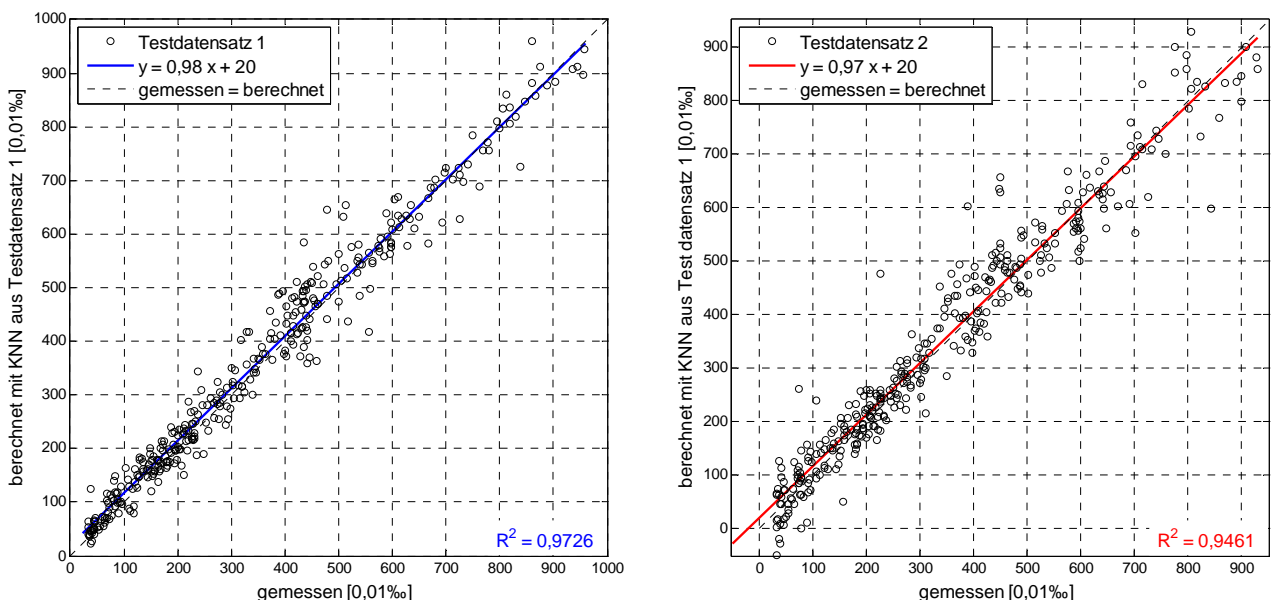 berechnet mit KNN aus Testdatensatz 1 [0,01‰]
1000
900
800
700
600
500
400
300
200
100
0
Testdatensatz 1
y = 0,98 x + 20
gemessen = berechnet
R² = 0,9726
0 100 200 300 400 500 600 700 800 900 1000
gemessen [0,01‰]
berechnet mit KNN aus Testdatensatz 1 [0,01‰]
900
800
700
600
500
400
300
200
100
0
Testdatensatz 2
y = 0,97 x + 20
gemessen = berechnet
R² = 0,9461
0 100 200 300 400 500 600 700 800 900
gemessen [0,01‰]